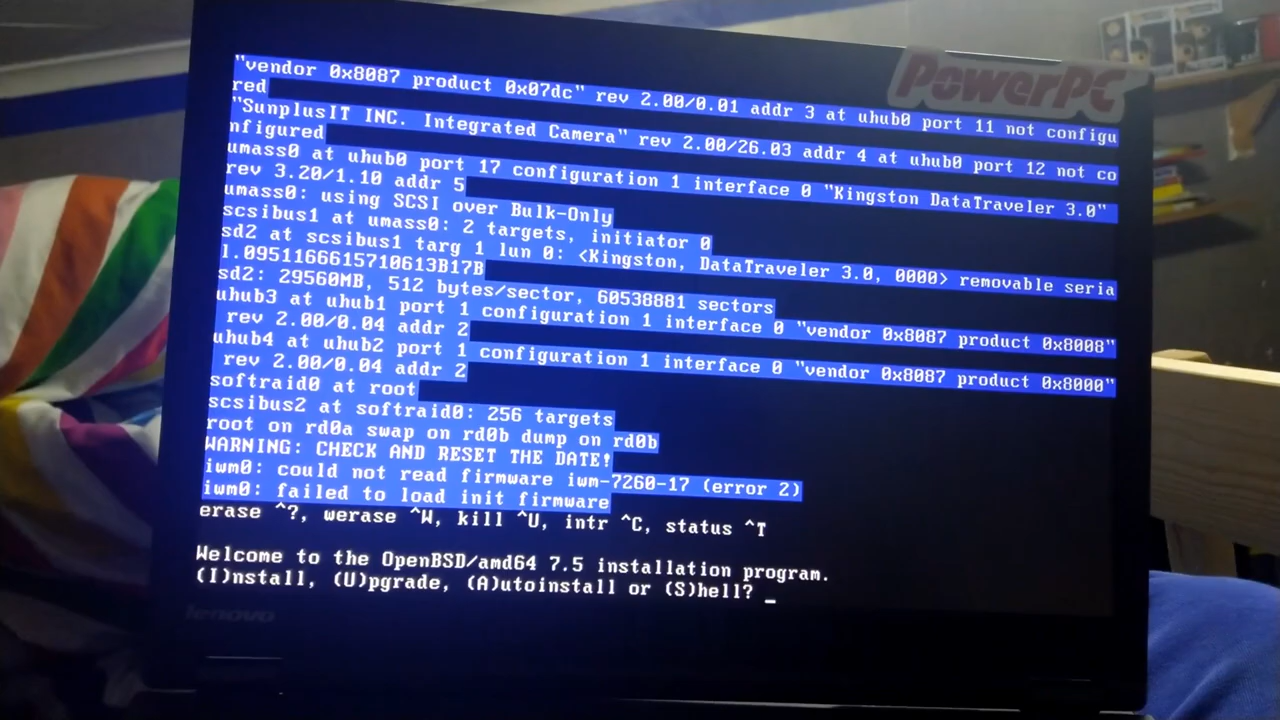 PowerPC
"vendor 0x8087 product 0x07dc" rev 2.00/0.01 addr 3 at uhub0 port 11 not configu
red
"SunplusIT INC. Integrated Camera" rev 2.00/26.03 addr 4 at uhub0 port 12 not co
nfigured
umass0 at uhub0 port 17 configuration 1 interface 0 "Kingston DataTraveler 3.0"
rev 3.20/1.10 addr 5
umass0: using SCSI over Bulk-Only
scsibus1 at umass0: 2 targets, initiator 0
sd2 at scsibus1 targ 1 lun 0: <Kingston, DataTraveler 3.0, 0000> removable seria
l.0951166615710613B17B
sd2: 29560MB, 512 bytes/sector, 60538881 sectors
uhub3 at uhub1 port 1 configuration 1 interface 0 "vendor 0x8087 product 0x8008"
rev 2.00/0.04 addr 2
uhub4 at uhub2 port 1 configuration 1 interface 0 "vendor 0x8087 product 0x8000"
rev 2.00/0.04 addr 2
softraid0 at root
scsibus2 at softraid0: 256 targets
root on rd0a swap on rd0b dump on rd0b
WARNING: CHECK AND RESET THE DATE!
iwm0: could not read firmware iwm-7260-17 (error 2)
iwm0: failed to load init firmware
erase ^?, werase ^W, kill ^U, intr ^C, status ^T
Welcome to the OpenBSD/amd64 7.5 installation program.
(I)nstall, (U)pgrade, (A)utoinstall or (S)hell? _
lenovo